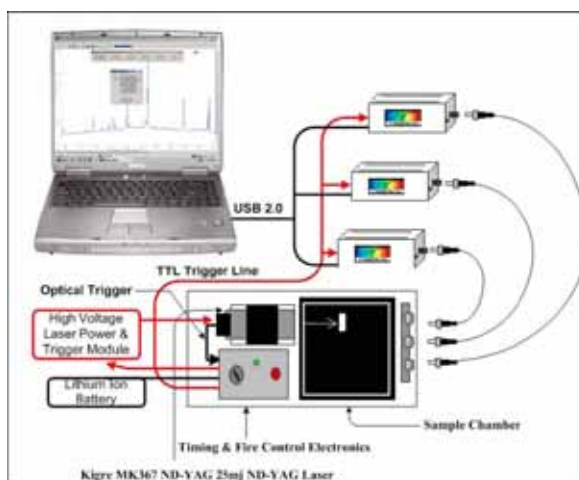 USB 2.0
TTL Trigger Line
Optical Trigger
High Voltage
Laser Power &
Trigger Module
Lithium Ion
Battery
Sample Chamber
Timing & Fire Control Electronics
Kigre MK367 ND-YAG 25mj ND-YAG Laser